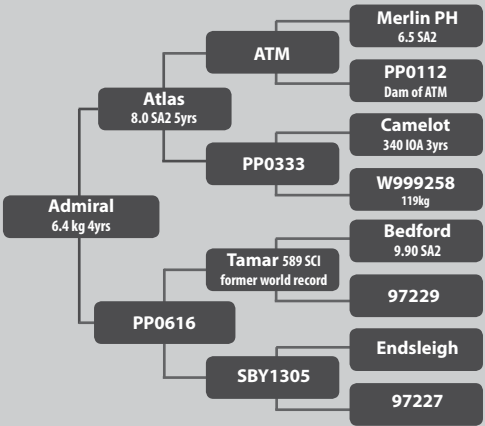 Merlin PH
6.5 SA2
ATM
PP0112
Dam of ATM
Atlas
8.0 SA2 5yrs
Camelot
340 IOA 3yrs
PP0333
W999258
119kg
Admiral
6.4 kg 4yrs
Bedford
9.90 SA2
Tamar 589 SCI
former world record
97229
PP0616
Endsleigh
SBY1305
97227